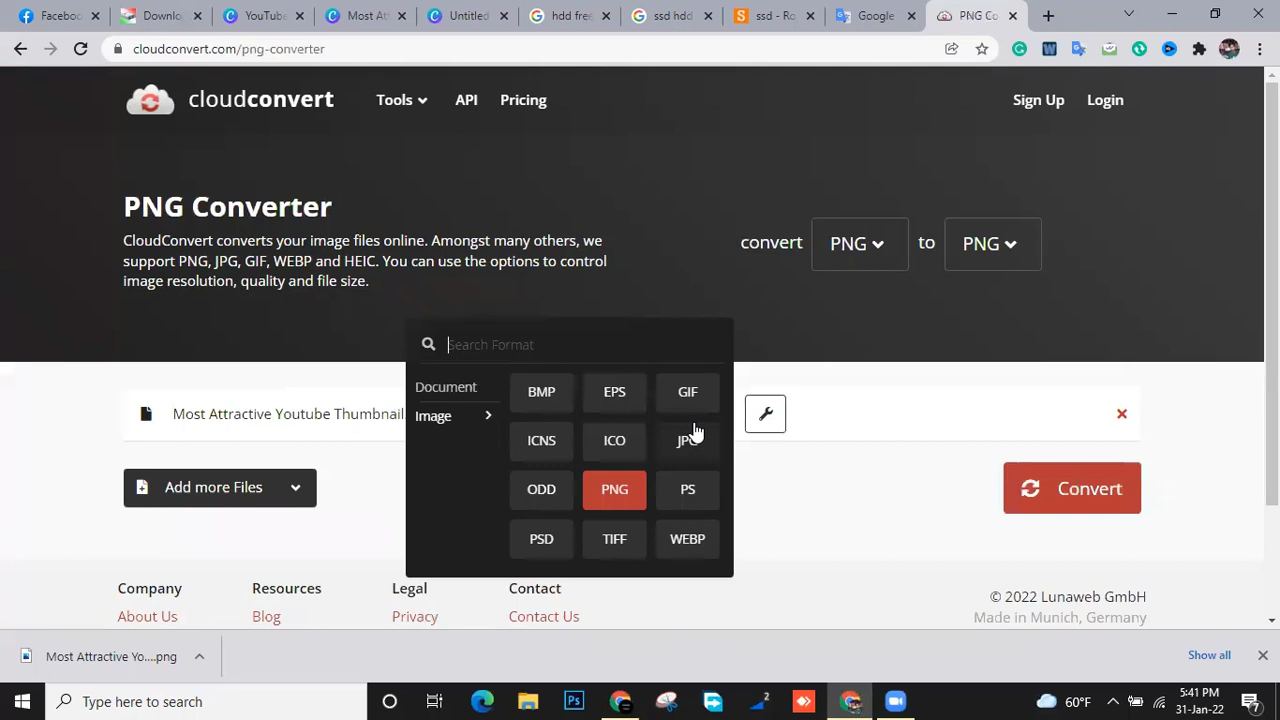 Faceboo
Downlo
YouTube
Most At
Untitled
hdd free
ssd hdd
ssd - Ro
Google
PNG Co
cloudconvert.com/png-converter
cloudconvert
Tools
API
Pricing
Sign Up
Login
PNG Converter
CloudConvert converts your image files online. Amongst many others, we
support PNG, JPG, GIF, WEBP and HEIC. You can use the options to control
image resolution, quality and file size.
convert PNG to PNG
Search Format
Document
Image
BMP EPS GIF
ICNS ICO JPG
ODD PNG PS
PSD TIFF WEBP
Most Attractive Youtube Thumbnail
Add more Files
Convert
Company
Resources
Legal
Contact
About Us
Blog
Privacy
Contact Us
© 2022 Lunaweb GmbH
Made in Munich, Germany
Most Attractive Yo....png
Show all
Type here to search
Ps
2
60°F
5:41 PM
31-Jan-22
7